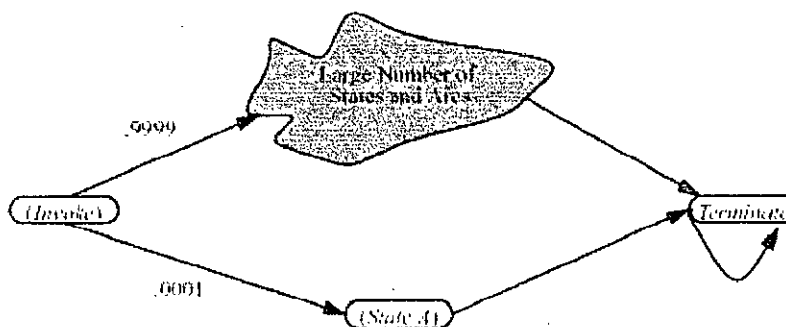 Large Number of
States and Arcs
.9999
(Invoke)
Terminate
.0001
(State A)